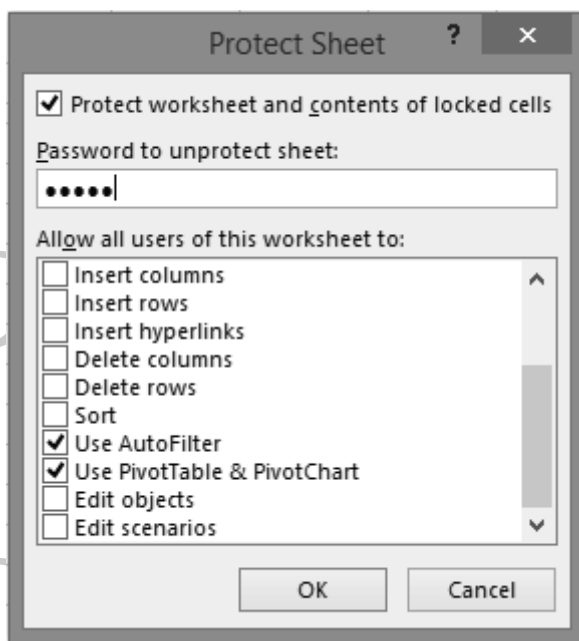 Protect Sheet ? ×
Protect worksheet and contents of locked cells
Password to unprotect sheet:
•••••
Allow all users of this worksheet to:
Insert columns
Insert rows
Insert hyperlinks
Delete columns
Delete rows
Sort
Use AutoFilter
Use PivotTable & PivotChart
Edit objects
Edit scenarios
OK Cancel